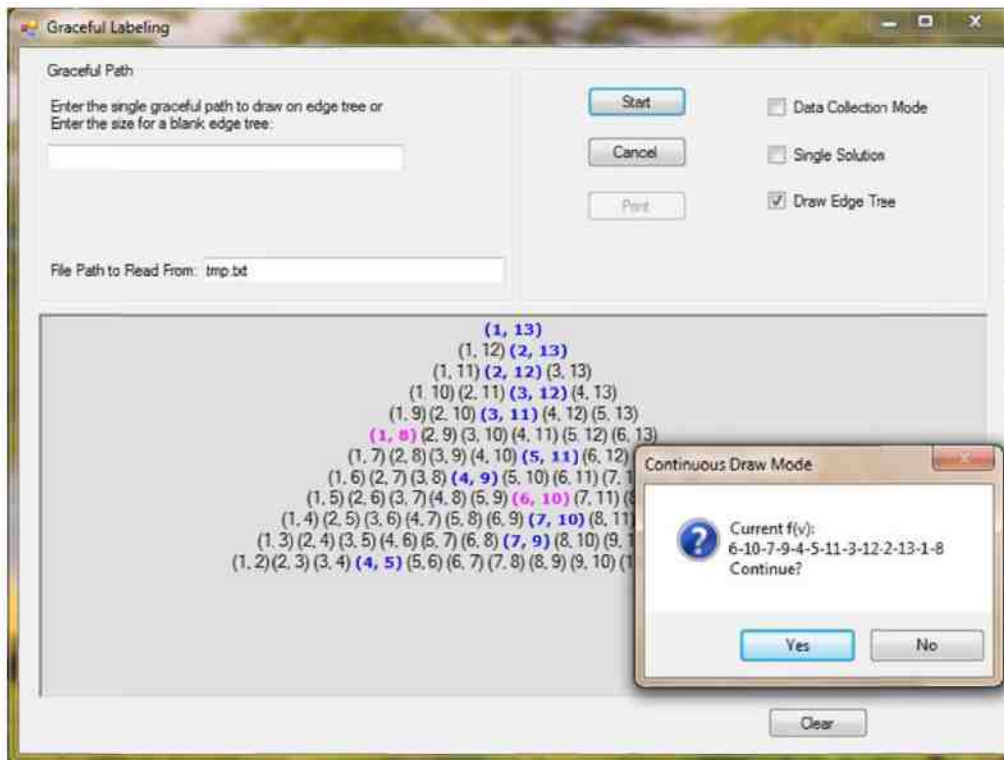 Graceful Labeling
Graceful Path
Enter the single graceful path to draw on edge tree or
Enter the size for a blank edge tree:
File Path to Read From: tmp.txt
Start
Cancel
Print
Data Collection Mode
Single Solution
Draw Edge Tree
(1, 13)
(1, 12) (2, 13)
(1, 11) (2, 12) (3, 13)
(1, 10) (2, 11) (3, 12) (4, 13)
(1, 9) (2, 10) (3, 11) (4, 12) (5, 13)
(1, 8) (2, 9) (3, 10) (4, 11) (5, 12) (6, 13)
(1, 7) (2, 8) (3, 9) (4, 10) (5, 11) (6, 12)
(1, 6) (2, 7) (3, 8) (4, 9) (5, 10) (6, 11) (7, 1
(1, 5) (2, 6) (3, 7) (4, 8) (5, 9) (6, 10) (7, 11) (8
(1, 4) (2, 5) (3, 6) (4, 7) (5, 8) (6, 9) (7, 10) (8, 11)
(1, 3) (2, 4) (3, 5) (4, 6) (5, 7) (6, 8) (7, 9) (8, 10) (9, 1
(1, 2) (2, 3) (3, 4) (4, 5) (5, 6) (6, 7) (7, 8) (8, 9) (9, 10) (1
Continuous Draw Mode
Current f(v):
6-10-7-9-4-5-11-3-12-2-13-1-8
Continue?
Yes
No
Clear